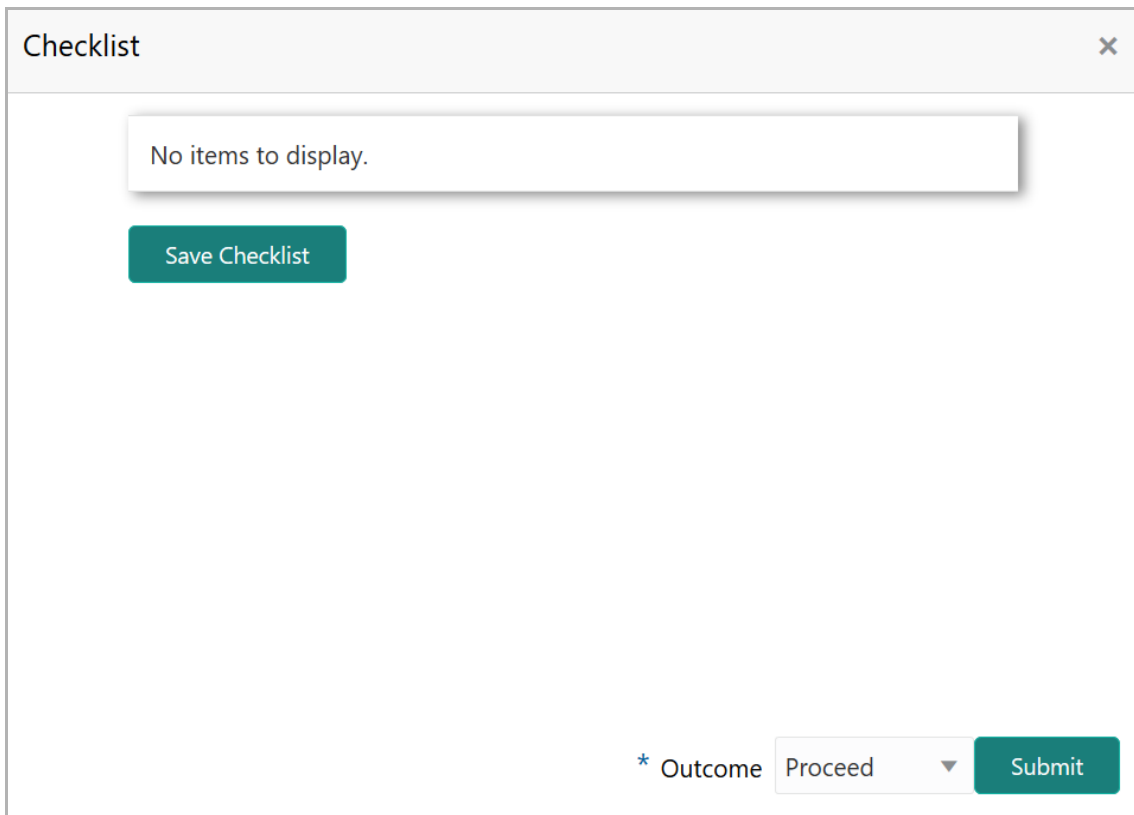 Checklist
No items to display.
Save Checklist
* Outcome Proceed Submit